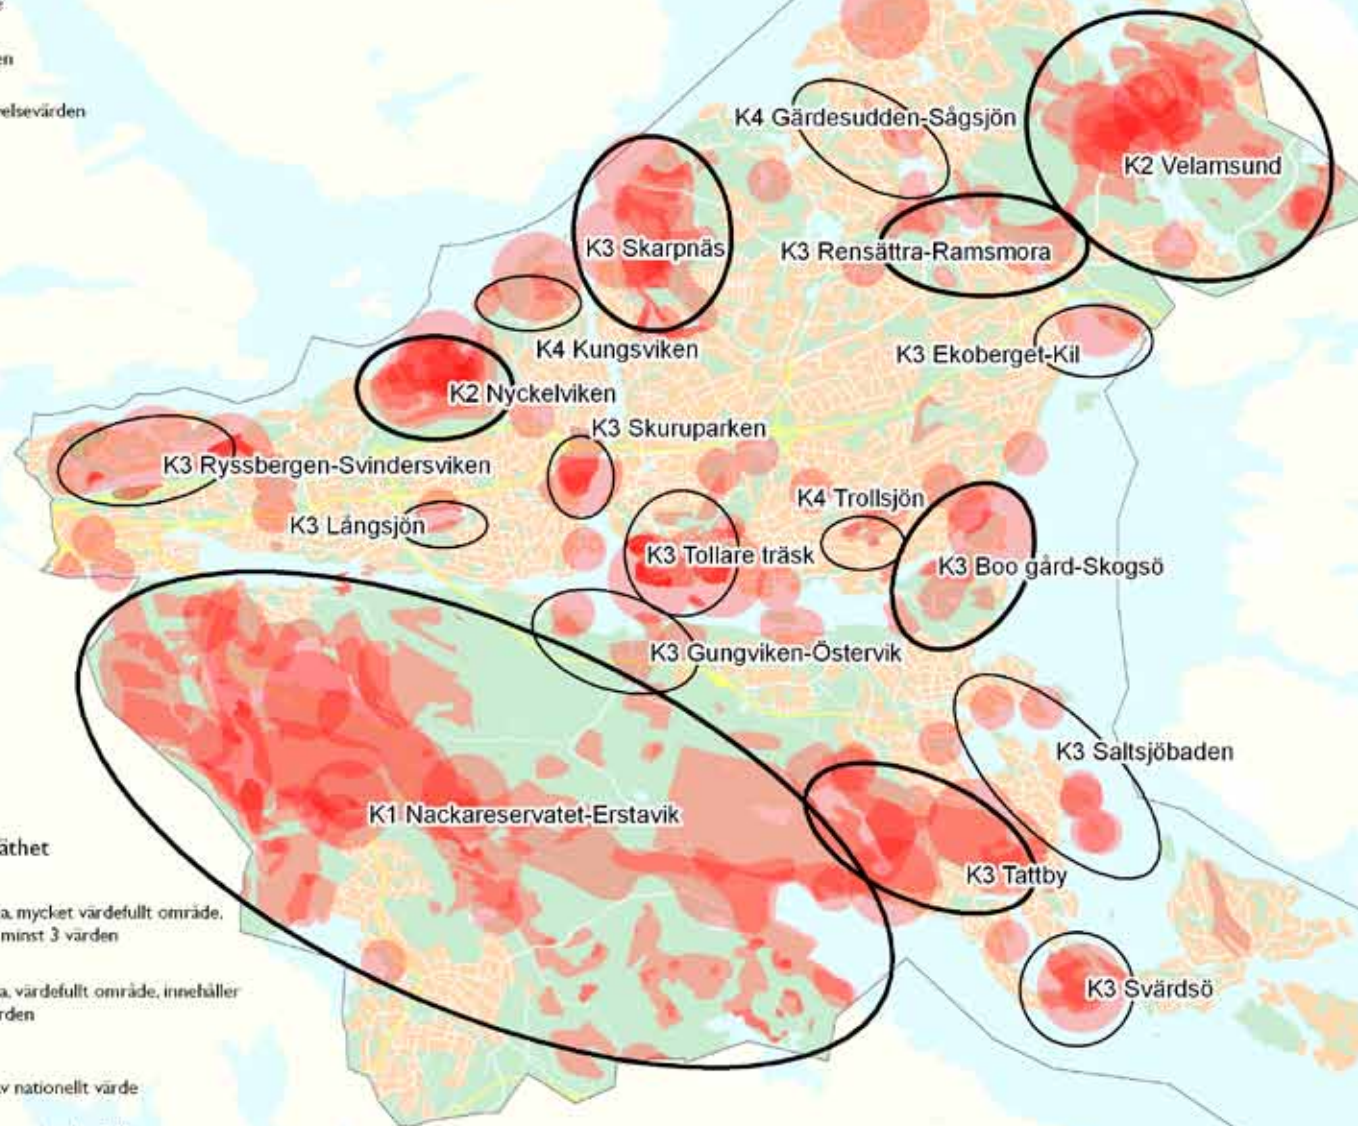 elsevärden
K4 Gärdesudden-Sågsjön
K2 Velamsund
K3 Skarpnäs
K3 Rensättra-Ramsmora
K4 Kungsviken
K3 Ekoberget-Kil
K2 Nyckelviken
K3 Skuruparken
K3 Ryssbergen-Svindersviken
K4 Trollsjön
K3 Långsjön
K3 Tollare träsk
K3 Boo gård-Skogsö
K3 Gungviken-Östervik
K3 Saltsjöbaden
K1 Nackareservatet-Erstavik
K3 Tattby
K3 Svärdsö
äthet
a, mycket värdefullt område,
minst 3 värden
a, värdefullt område, innehåller
rden
v nationellt värde